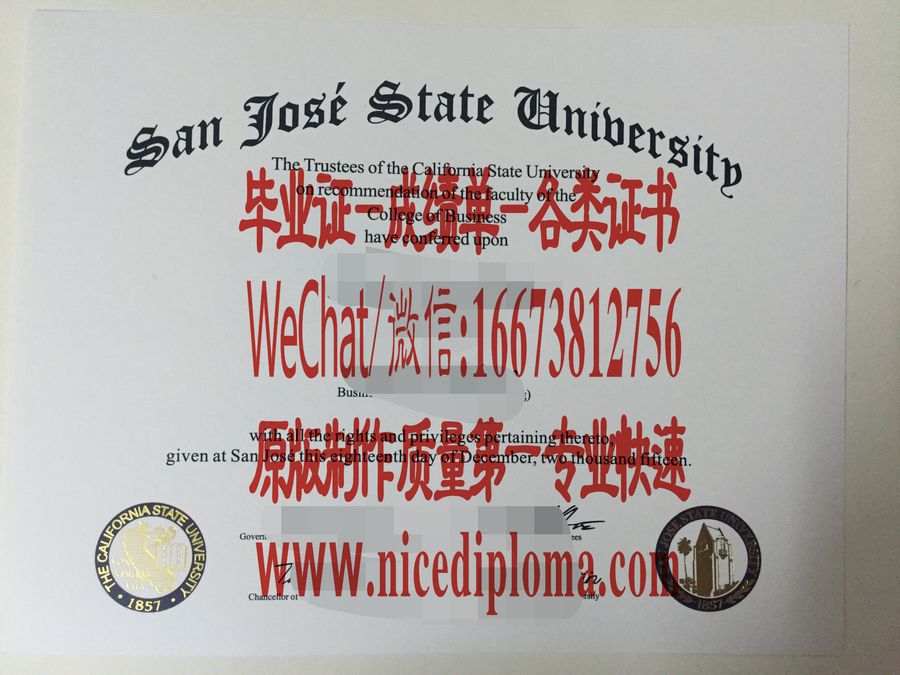 San José State University
The Trustees of the California State University
on recommendation of the faculty of the
毕业证一成绩单一各类证书
College of Business
have conferred upon
WeChat/微信:16673812756
with all the rights and privileges pertaining thereto,
原版制作质量第一专业快速
given at San José this eighteenth day of December, two thousand fifteen.
www.nicediploma.com
Chancellor of
THE CALIFORNIA STATE UNIVERSITY
1857
1857